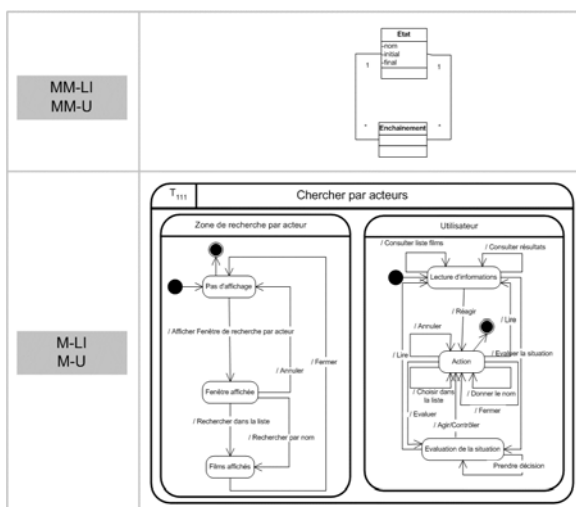 MM-LI
MM-U
Etat
-nom
-initial
-final
1
1
*
*
Enchainement
M-LI
M-U
T111
Chercher par acteurs
Zone de recherche par acteur
Pas d'affichage
/ Afficher Fenêtre de recherche par acteur
/ Fermer
/ Annuler
Fenêtre affichée
/ Rechercher dans la liste
/ Rechercher par nom
Films affichés
Utilisateur
/ Consulter liste films
/ Consulter résultats
Lecture d'informations
/ Réagir
/ Lire
/ Annuler
/ Lire
/ Evaluer la situation
Action
/ Choisir dans
la liste
/ Donner le nom
/ Evaluer
/ Fermer
/ Agir/Contrôler
Evaluation de la situation
Prendre décision